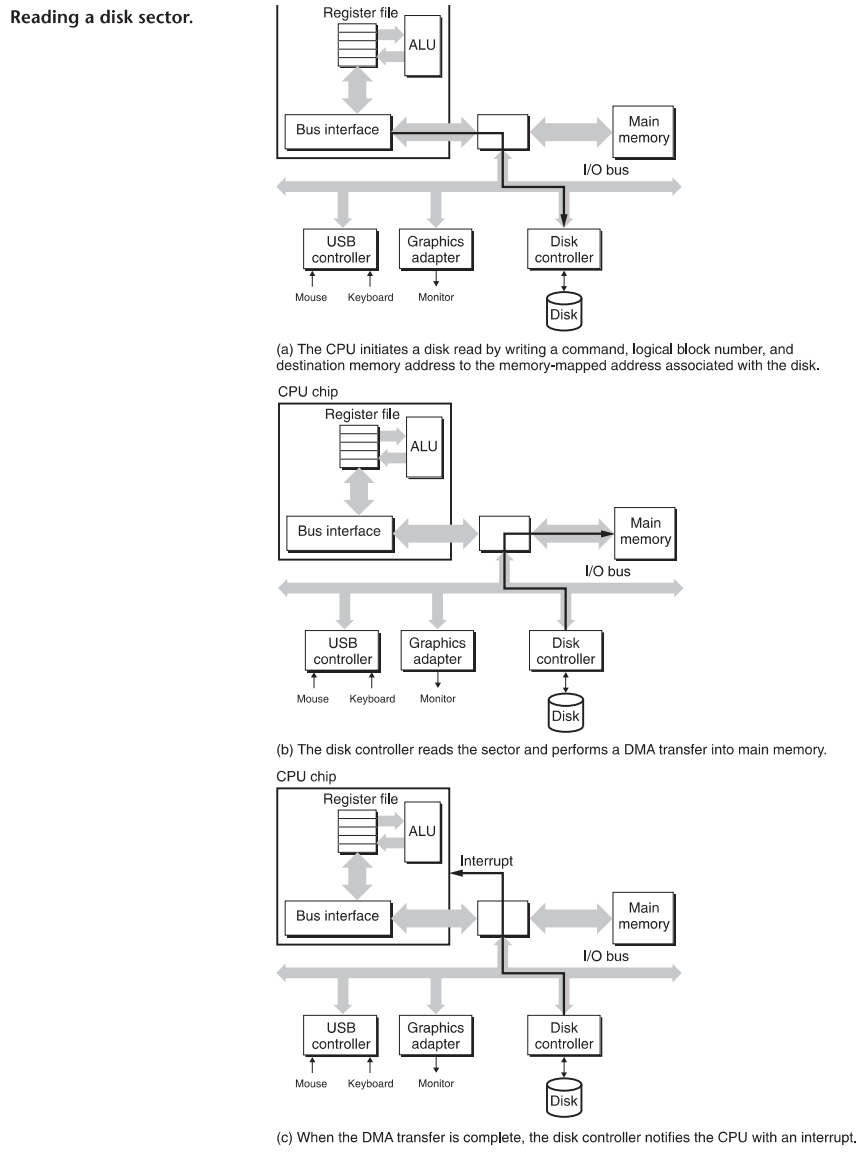 Reading a disk sector.
Register file
ALU
Bus interface
Main
memory
I/O bus
USB
controller
Graphics
adapter
Disk
controller
Mouse
Keyboard
Monitor
Disk
(a) The CPU initiates a disk read by writing a command, logical block number, and
destination memory address to the memory-mapped address associated with the disk.
CPU chip
Register file
ALU
Bus interface
Main
memory
I/O bus
USB
controller
Graphics
adapter
Disk
controller
Mouse
Keyboard
Monitor
Disk
(b) The disk controller reads the sector and performs a DMA transfer into main memory.
CPU chip
Register file
ALU
Interrupt
Bus interface
Main
memory
I/O bus
USB
controller
Graphics
adapter
Disk
controller
Mouse
Keyboard
Monitor
Disk
(c) When the DMA transfer is complete, the disk controller notifies the CPU with an interrupt.